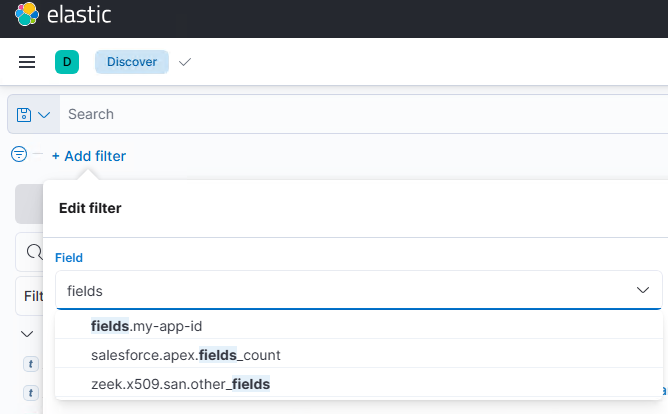 elastic
D Discover
Search
+ Add filter
Edit filter
Field
fields
Filt
fields.my-app-id
t
salesforce.apex.fields_count
zeek.x509.san.other_fields
t